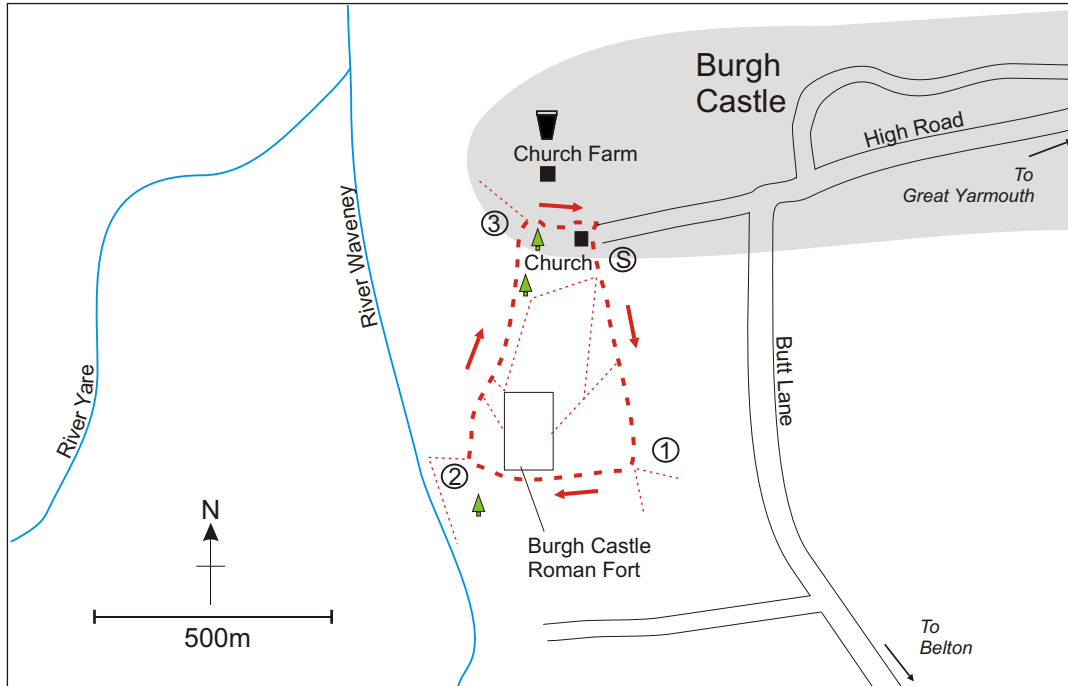 Burgh
Castle
High Road
Church Farm
To
Great Yarmouth
3
Church
S
River Waveney
River Yare
Butt Lane
1
2
N
Burgh Castle
Roman Fort
500m
To
Belton